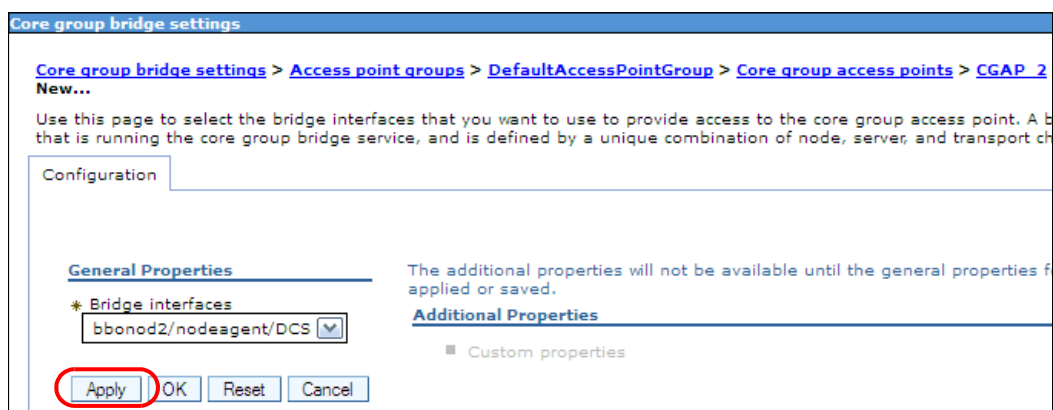 Core group bridge settings
Core group bridge settings > Access point groups > DefaultAccessPointGroup > Core group access points > CGAP_2
New...
Use this page to select the bridge interfaces that you want to use to provide access to the core group access point. A b
that is running the core group bridge service, and is defined by a unique combination of node, server, and transport ch
Configuration
General Properties
The additional properties will not be available until the general properties f
applied or saved.
Bridge interfaces
bbonod2/nodeagent/DCS
Additional Properties
Custom properties
Apply OK Reset Cancel